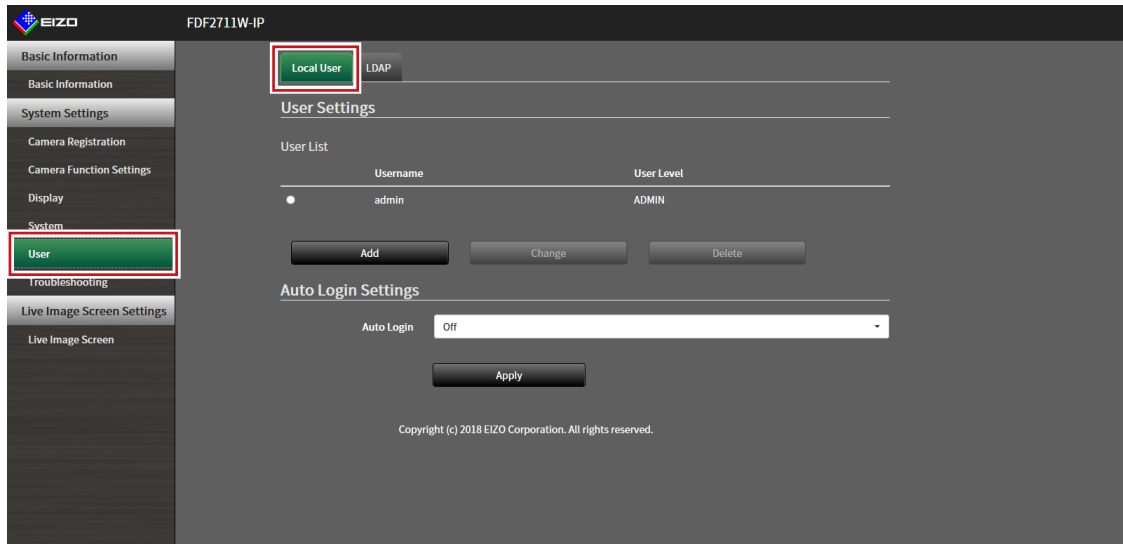 EIZO
FDF2711W-IP
Basic Information
Basic Information
System Settings
Camera Registration
Camera Function Settings
Display
System
User
Troubleshooting
Live Image Screen Settings
Live Image Screen
Local User LDAP
User Settings
User List
Username User Level
admin ADMIN
Add Change Delete
Auto Login Settings
Auto Login Off
Apply
Copyright (c) 2018 EIZO Corporation. All rights reserved.